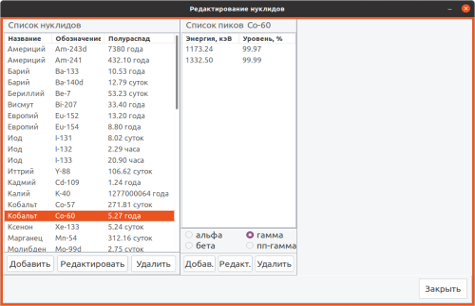 Редактирование нуклидов
Список нуклидов
Название Обозначение Полураспад
Америций Am-243d 7380 года
Америций Am-241 432.10 года
Барий Ba-133 10.53 года
Барий Ba-140d 12.79 суток
Бериллий Be-7 53.23 суток
Висмут Bi-207 33.40 года
Европий Eu-152 13.20 года
Европий Eu-154 8.80 года
Иод I-131 8.02 суток
Иод I-132 2.29 часа
Иод I-133 20.90 часа
Иттрий Y-88 106.62 суток
Кадмий Cd-109 1.24 года
Калий K-40 1277000064 года
Кобальт Co-57 271.81 суток
Кобальт Co-60 5.27 года
Ксенон Xe-133 5.24 суток
Марганец Mn-54 312.16 суток
Молибден Mo-99d 2.75 суток
Добавить Редактировать Удалить
Список пиков Co-60
Энергия, кэВ Уровень, %
1173.24 99.97
1332.50 99.99
альфа гамма
бета пп-гамма
Добав. Редакт. Удалить
Закрыть